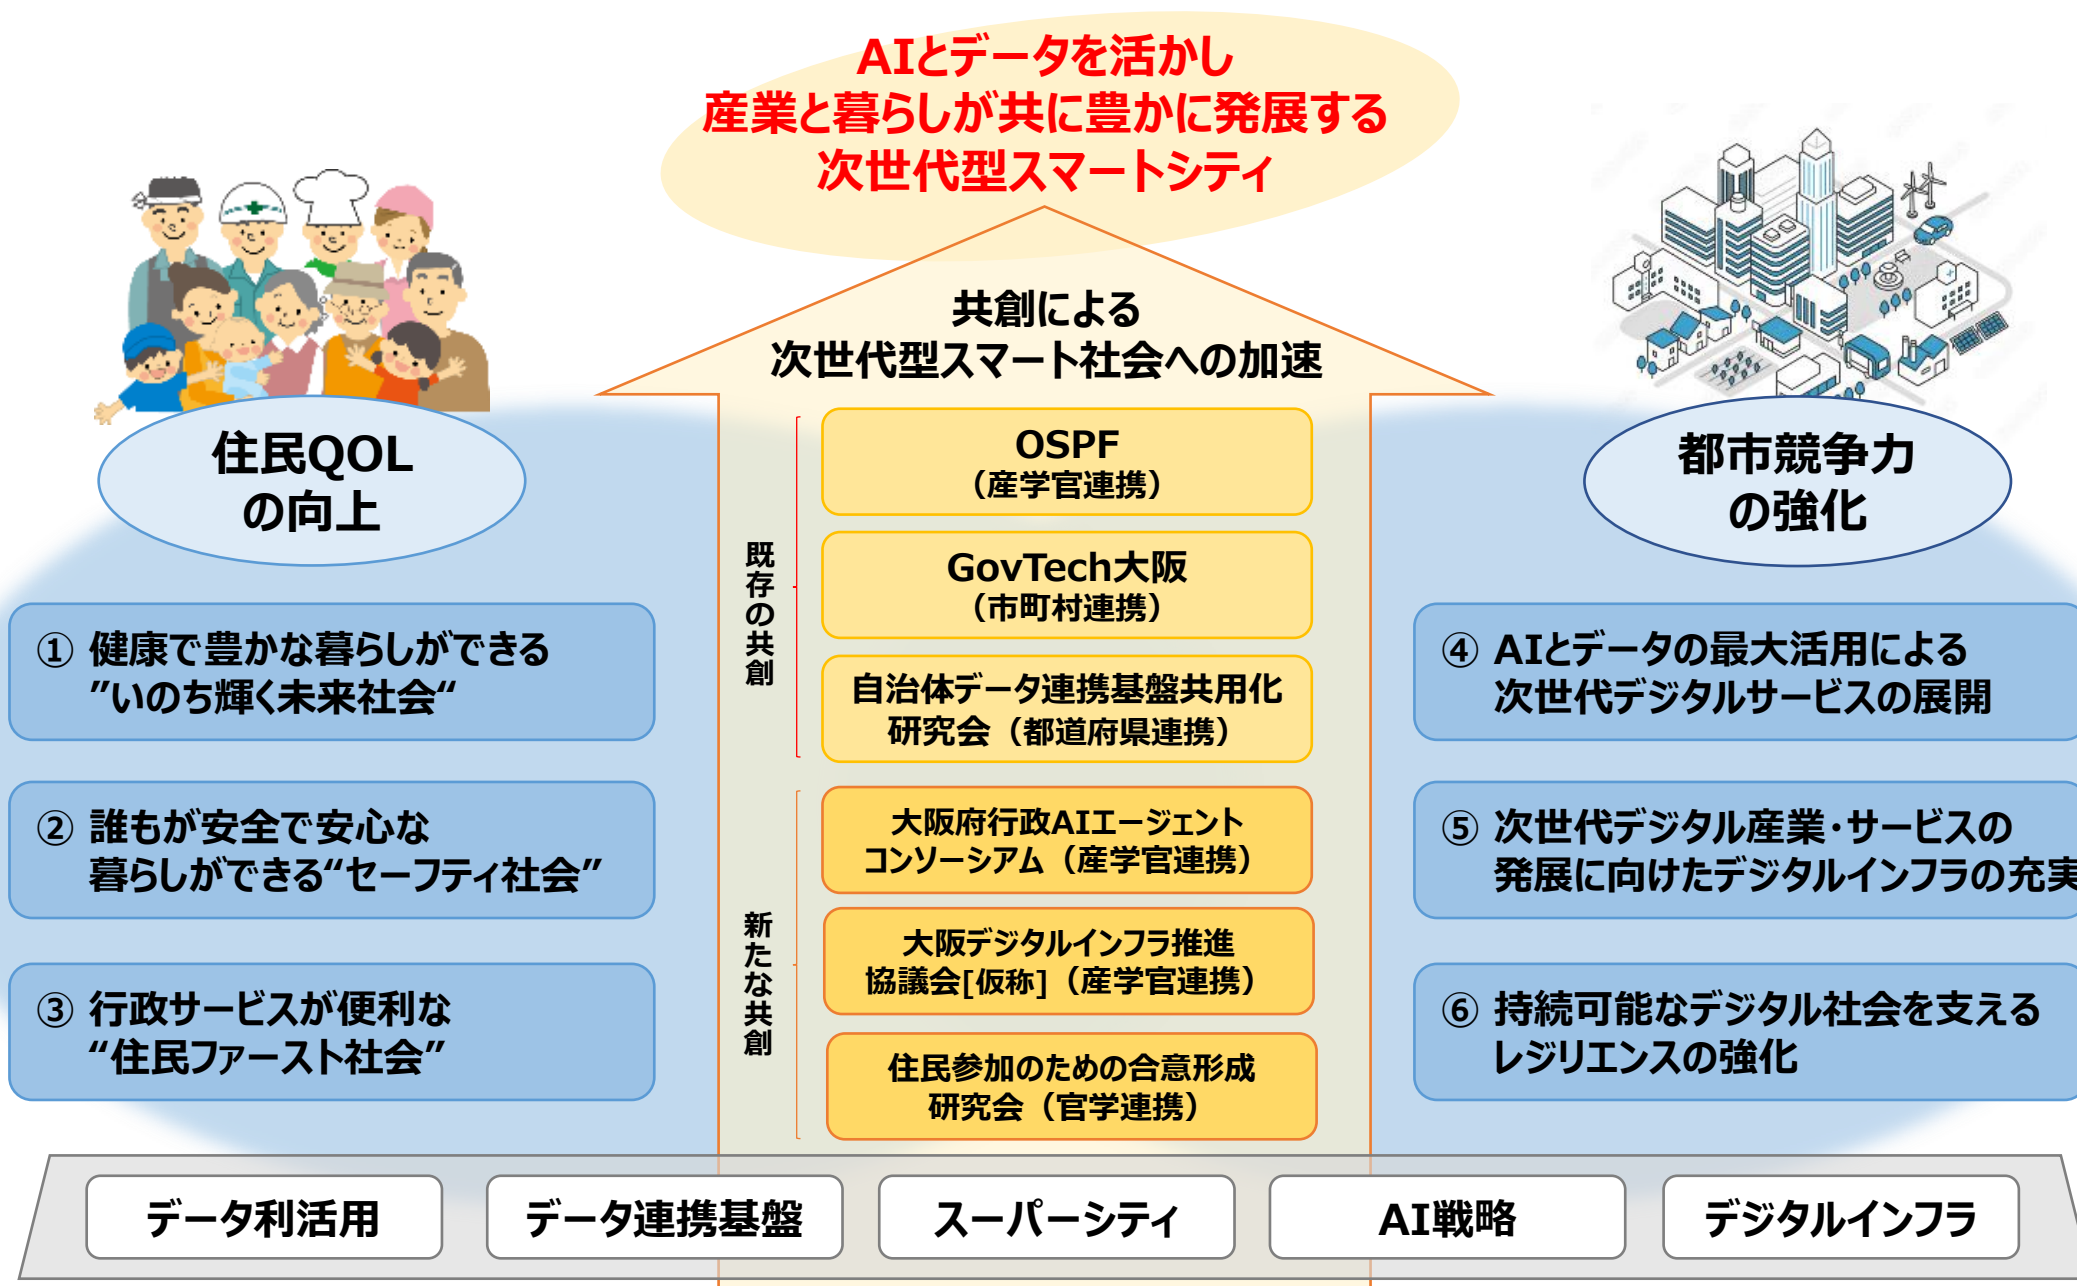 AIとデータを活かし
産業と暮らしが共に豊かに発展する
次世代型スマートシティ
共創による
次世代型スマート社会への加速
住民QOL
の向上
① 健康で豊かな暮らしができる
”いのち輝く未来社会“
② 誰もが安全で安心な
暮らしができる“セーフティ社会”
③ 行政サービスが便利な
“住民ファースト社会”
既存の共創
OSPF
（産学官連携）
GovTech大阪
（市町村連携）
自治体データ連携基盤共用化
研究会（都道府県連携）
新たな共創
大阪府行政AIエージェント
コンソーシアム（産学官連携）
大阪デジタルインフラ推進
協議会[仮称]（産学官連携）
住民参加のための合意形成
研究会（官学連携）
都市競争力
の強化
④ AIとデータの最大活用による
次世代デジタルサービスの展開
⑤ 次世代デジタル産業・サービスの
発展に向けたデジタルインフラの充実
⑥ 持続可能なデジタル社会を支える
レジリエンスの強化
データ利活用
データ連携基盤
スーパーシティ
AI戦略
デジタルインフラ